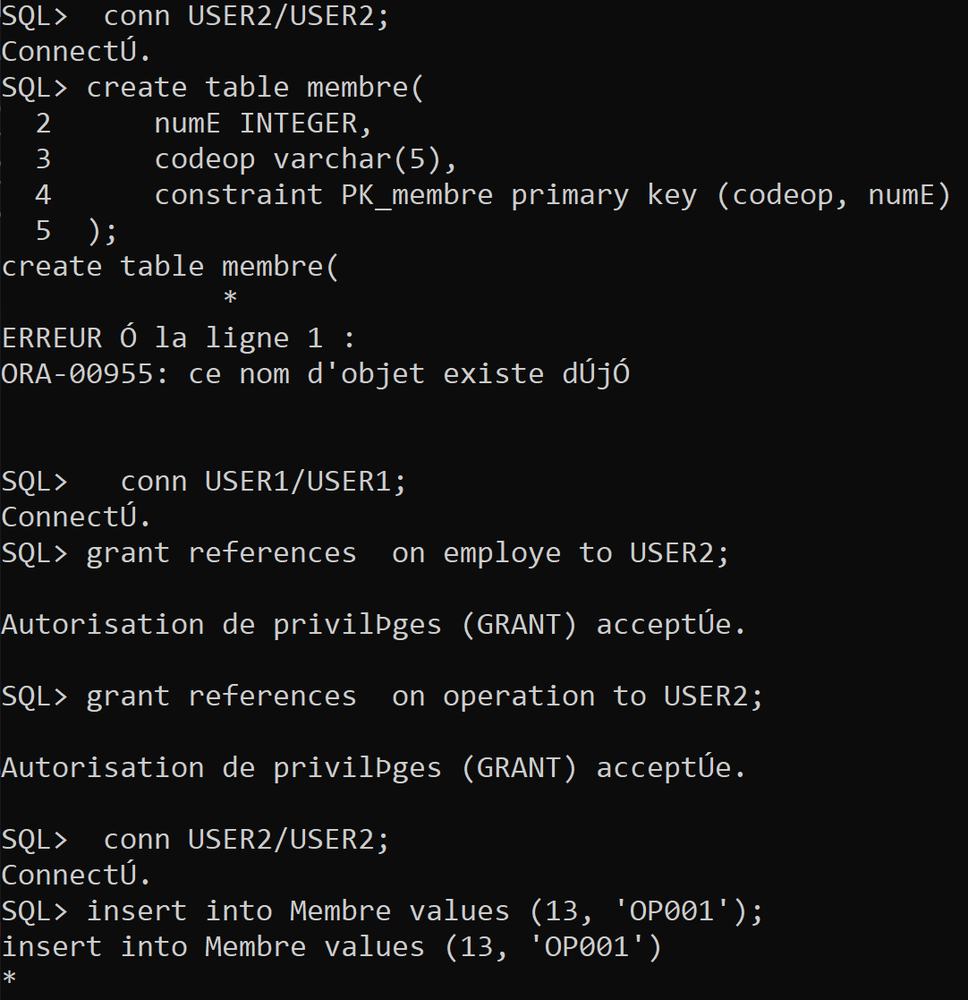 SQL>  conn USER2/USER2;
ConnectÚ.
SQL> create table membre(
  2      numE INTEGER,
  3      codeop varchar(5),
  4      constraint PK_membre primary key (codeop, numE)
  5  );
create table membre(
             *
ERREUR Ó la ligne 1 :
ORA-00955: ce nom d'objet existe dÚjÓ
SQL>   conn USER1/USER1;
ConnectÚ.
SQL> grant references  on employe to USER2;
Autorisation de privilÞges (GRANT) acceptÚe.
SQL> grant references  on operation to USER2;
Autorisation de privilÞges (GRANT) acceptÚe.
SQL>  conn USER2/USER2;
ConnectÚ.
SQL> insert into Membre values (13, 'OP001');
insert into Membre values (13, 'OP001')
*